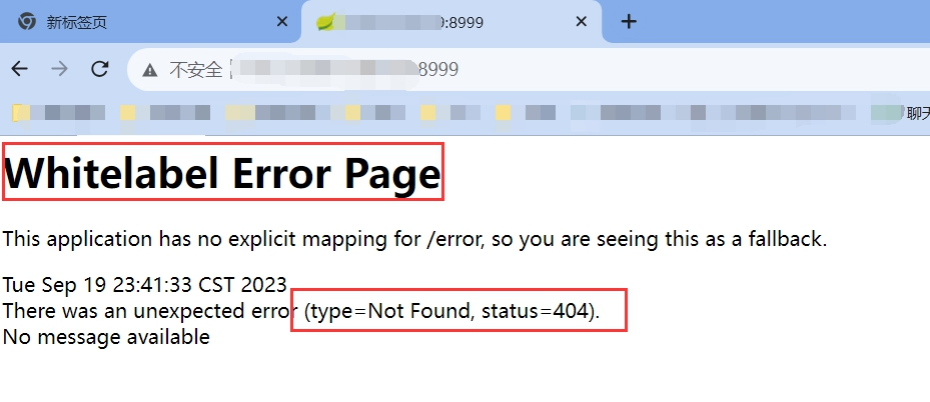 新标签页
:8999
不安全
8999
聊天
Whitelabel Error Page
This application has no explicit mapping for /error, so you are seeing this as a fallback.
Tue Sep 19 23:41:33 CST 2023
There was an unexpected error (type=Not Found, status=404).
No message available